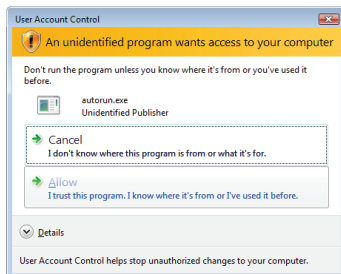 User Account Control
An unidentified program wants access to your computer
Don't run the program unless you know where it's from or you've used it
before.
autorun.exe
Unidentified Publisher
Cancel
I don't know where this program is from or what it's for.
Allow
I trust this program. I know where it's from or I've used it before.
Details
User Account Control helps stop unauthorized changes to your computer.